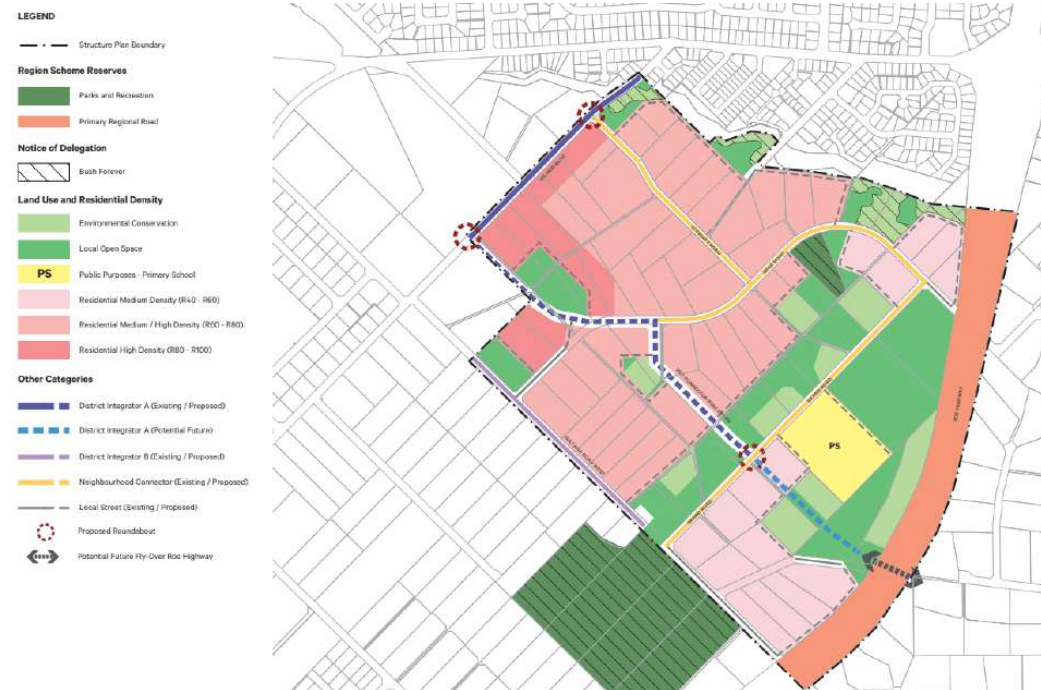 LEGEND
Structure Plan Boundary
Region Scheme Reserves
Parks and Recreation
Primary Regional Road
Notice of Delegation
Bush Forever
Land Use and Residential Density
Environmental Conservation
Local Open Space
PS
Public Purposes - Primary School
Residential Medium Density (R40 - R60)
Residential Medium / High Density (R60 - R80)
Residential High Density (R80 - R100)
Other Categories
District Integrator A (Existing / Proposed)
District Integrator A (Potential Future)
District Integrator B (Existing / Proposed)
Neighbourhood Connector (Existing / Proposed)
Local Street (Existing / Proposed)
Proposed Roundabout
Potential Future Fly-Over Roe Highway
PS
ROE HIGHWAY